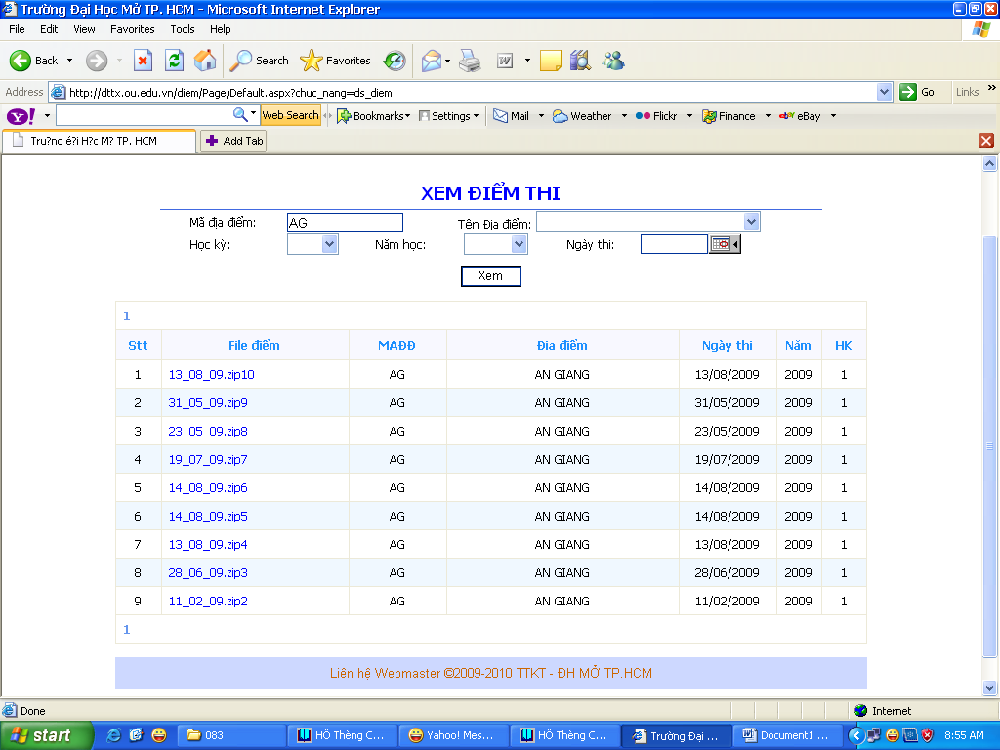 Trường Đại Học Mở TP. HCM - Microsoft Internet Explorer
File Edit View Favorites Tools Help
Back Search Favorites
Address http://dttx.ou.edu.vn/diem/Page/Default.aspx?chuc_nang=ds_diem Go Links »
Y! Web Search Bookmarks Settings Mail Weather Flickr Finance eBay
Tru?ng é?i H?c M? TP. HCM Add Tab
XEM ĐIỂM THI
Mã địa điểm: AG Tên Địa điểm:
Học kỳ: Năm học: Ngày thi:
Xem
1
Stt File điểm MAĐĐ Đia điểm Ngày thi Năm HK
1 13_08_09.zip10 AG AN GIANG 13/08/2009 2009 1
2 31_05_09.zip9 AG AN GIANG 31/05/2009 2009 1
3 23_05_09.zip8 AG AN GIANG 23/05/2009 2009 1
4 19_07_09.zip7 AG AN GIANG 19/07/2009 2009 1
5 14_08_09.zip6 AG AN GIANG 14/08/2009 2009 1
6 14_08_09.zip5 AG AN GIANG 14/08/2009 2009 1
7 13_08_09.zip4 AG AN GIANG 13/08/2009 2009 1
8 28_06_09.zip3 AG AN GIANG 28/06/2009 2009 1
9 11_02_09.zip2 AG AN GIANG 11/02/2009 2009 1
1
Liên hệ Webmaster ©2009-2010 TTKT - ĐH MỞ TP.HCM
Done Internet
start 083 HÖ Thèng C... Yahoo! Mes... HÖ Thèng C... Trường Đại ... Document1 ... 8:55 AM